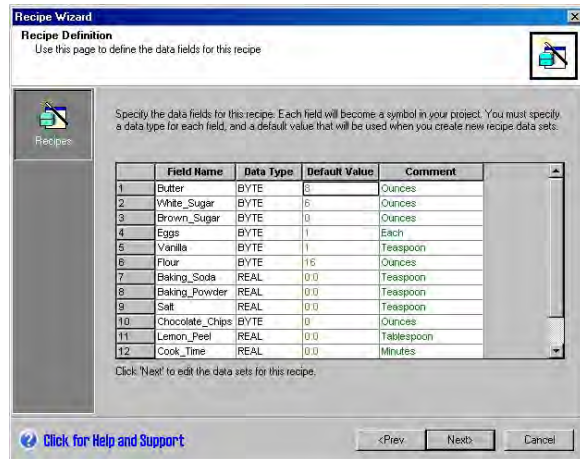 Recipe Wizard
Recipe Definition
Use this page to define the data fields for this recipe
Recipes
Specify the data fields for this recipe. Each field will become a symbol in your project. You must specify
a data type for each field, and a default value that will be used when you create new recipe data sets.
Field Name Data Type Default Value Comment
1 Butter BYTE 8 Ounces
2 White_Sugar BYTE 6 Ounces
3 Brown_Sugar BYTE 0 Ounces
4 Eggs BYTE 1 Each
5 Vanilla BYTE 1 Teaspoon
6 Flour BYTE 16 Ounces
7 Baking_Soda REAL 0.0 Teaspoon
8 Baking_Powder REAL 0.0 Teaspoon
9 Salt REAL 0.0 Teaspoon
10 Chocolate_Chips BYTE 0 Ounces
11 Lemon_Peel REAL 0.0 Tablespoon
12 Cook_Time REAL 0.0 Minutes
Click 'Next' to edit the data sets for this recipe.
Click for Help and Support
<Prev Next> Cancel